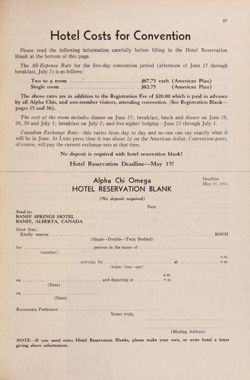 57
Hotel Costs for Convention
Please read the following information carefully before filling in the Hotel Reservation
Blank at the bottom of this page.
The All-Expense Rate for the five-day convention period (afternoon of June 27 through
breakfast, July 2) is as follows:
Two to a room $67.75 each (American Plan)
Single room $82.75 (American Plan)
The above rates are in addition to the Registration Fee of $20.00 which is paid in advance
by all Alpha Chis, and non-member visitors, attending convention. (See Registration Blank—
pages 35 and 56).
The cost of the room includes dinner on June 27; breakfast, lunch and dinner on June 28,
29, 30 and July 1; breakfast on July 2; and five nights' lodging—June 27 through July 1.
Canadian Exchange Rate—this varies from day to day and no one can say exactly what it
will be in June. At LYRE press time it was about 2¢ on the American dollar. Convention-goers,
of course, will pay the current exchange rate at that time.
No deposit is required with hotel reservation blank!
Hotel Reservation Deadline—May 15!
Alpha Chi Omega
HOTEL RESERVATION BLANK
(No deposit required)
Deadline
May 15,
Date
Send to:
BANFF SPRINGS HOTEL
BANFF, ALBERTA, CANADA
DEAR SIRS:
Kindly reserve ROOM
(Single—Double—Twin Bedded)
for persons in the name of
(number)
A.M.
arriving by at P.M.
(train—bus—car)
A.M.
on and departing at P.M.
(Date)
on
(Date)
Roommate Preference
Yours truly,
(Mailing Address)
NOTE—If you need extra Hotel Reservation Blanks, please make your own, or write hotel a letter
giving above information.